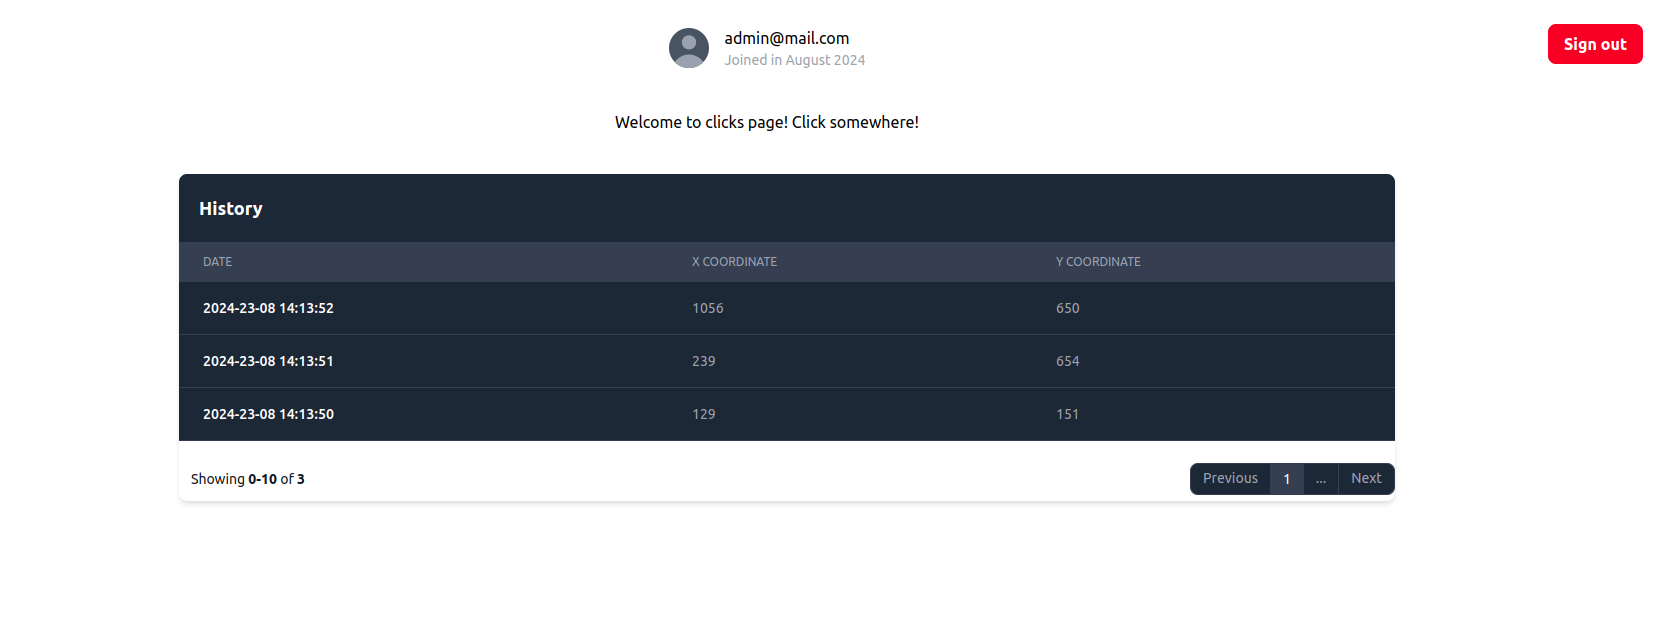 admin@mail.com
Joined in August 2024
Sign out
Welcome to clicks page! Click somewhere!
History
DATE X COORDINATE Y COORDINATE
2024-23-08 14:13:52 1056 650
2024-23-08 14:13:51 239 654
2024-23-08 14:13:50 129 151
Showing 0-10 of 3
Previous 1 ... Next